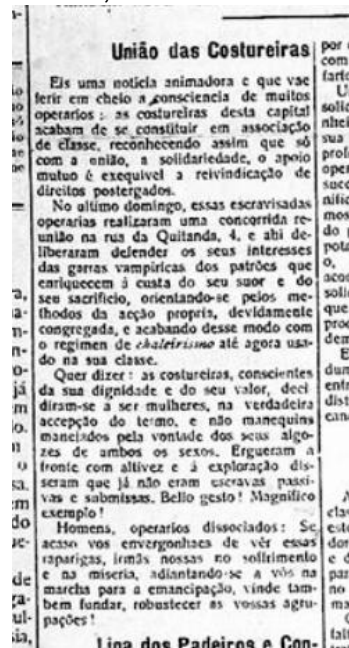 União das Costureiras
Eis uma noticia animadora e que vae
ferir em cheio a consciencia de muitos
operarios: as costureiras desta capital
acabam de se constituir em associação
de classe, reconhecendo assim que só
com a união, a solidariedade, o apoio
mutuo é exequivel a reivindicação de
direitos postergados.
No ultimo domingo, essas escravisadas
operarias realizaram uma concorrida re-
união na rua da Quitanda, 4, e ahi de-
liberaram defender os seus interesses
das garras vampiricas dos patrões que
enriquecem á custa do seu suor e do
seu sacrificio, orientando-se pelos me-
thodos da acção propria, devidamente
congregada, e acabando desse modo com
o regimen de chaleirismo até agora usa-
do na sua classe.
Quer dizer: as costureiras, conscientes
da sua dignidade e do seu valor, deci-
diram-se a ser mulheres, na verdadeira
accepção do termo, e não manequins
manejados pela vontade dos seus algo-
zes de ambos os sexos. Ergueram a
fronte com altivez e á exploração dis-
seram que já não eram escravas passi-
vas e submissas. Bello gesto! Magnifico
exemplo!
Homens, operarios dissociados: Se
acaso vos envergonhaes de vêr essas
raparigas, irmãs nossas no soffrimento
e na miseria, adiantando-se a vós na
marcha para a emancipação, vinde tam-
bem fundar, robustecer as vossas agru-
pações!
Liga dos Padeiros e Con-